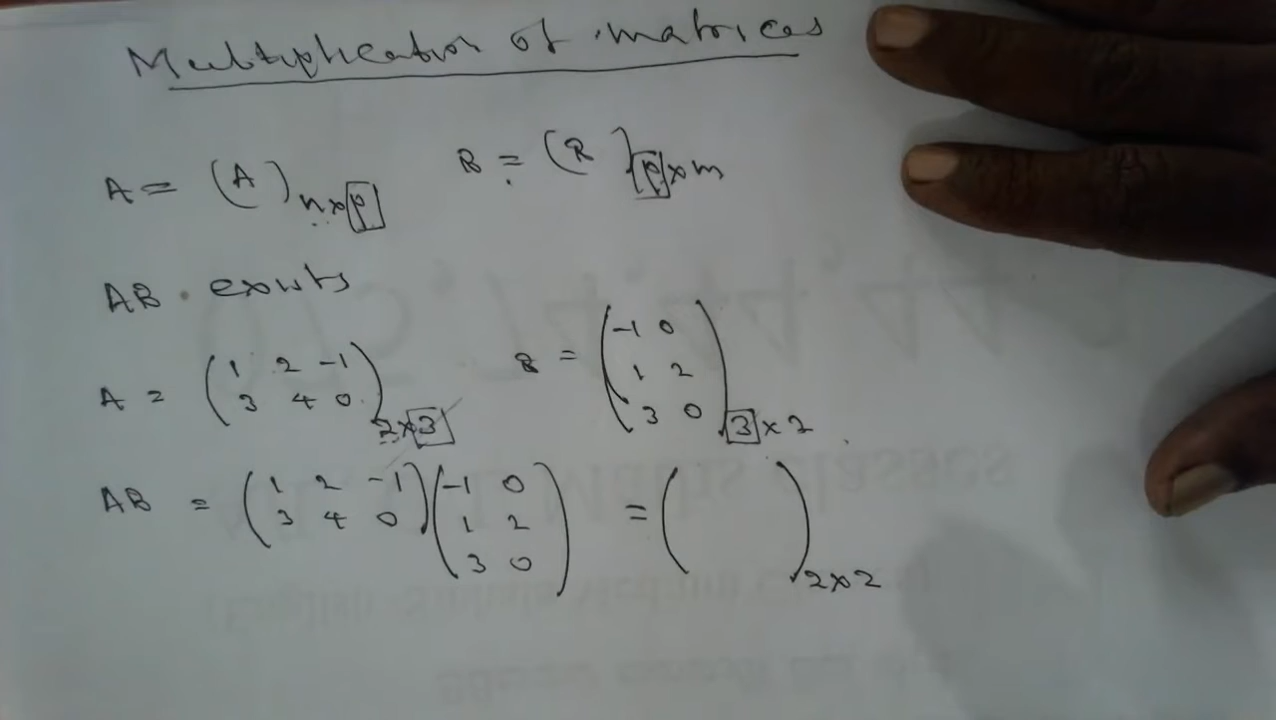 Multiplication of matrices
A = (A)n×p B = (B)p×m
AB exists
A = (1 2 -1
3 4 0)2×3 B = (-1 0
1 2
3 0)3×2
AB = (1 2 -1
3 4 0)(-1 0
1 2
3 0) = ( )2×2